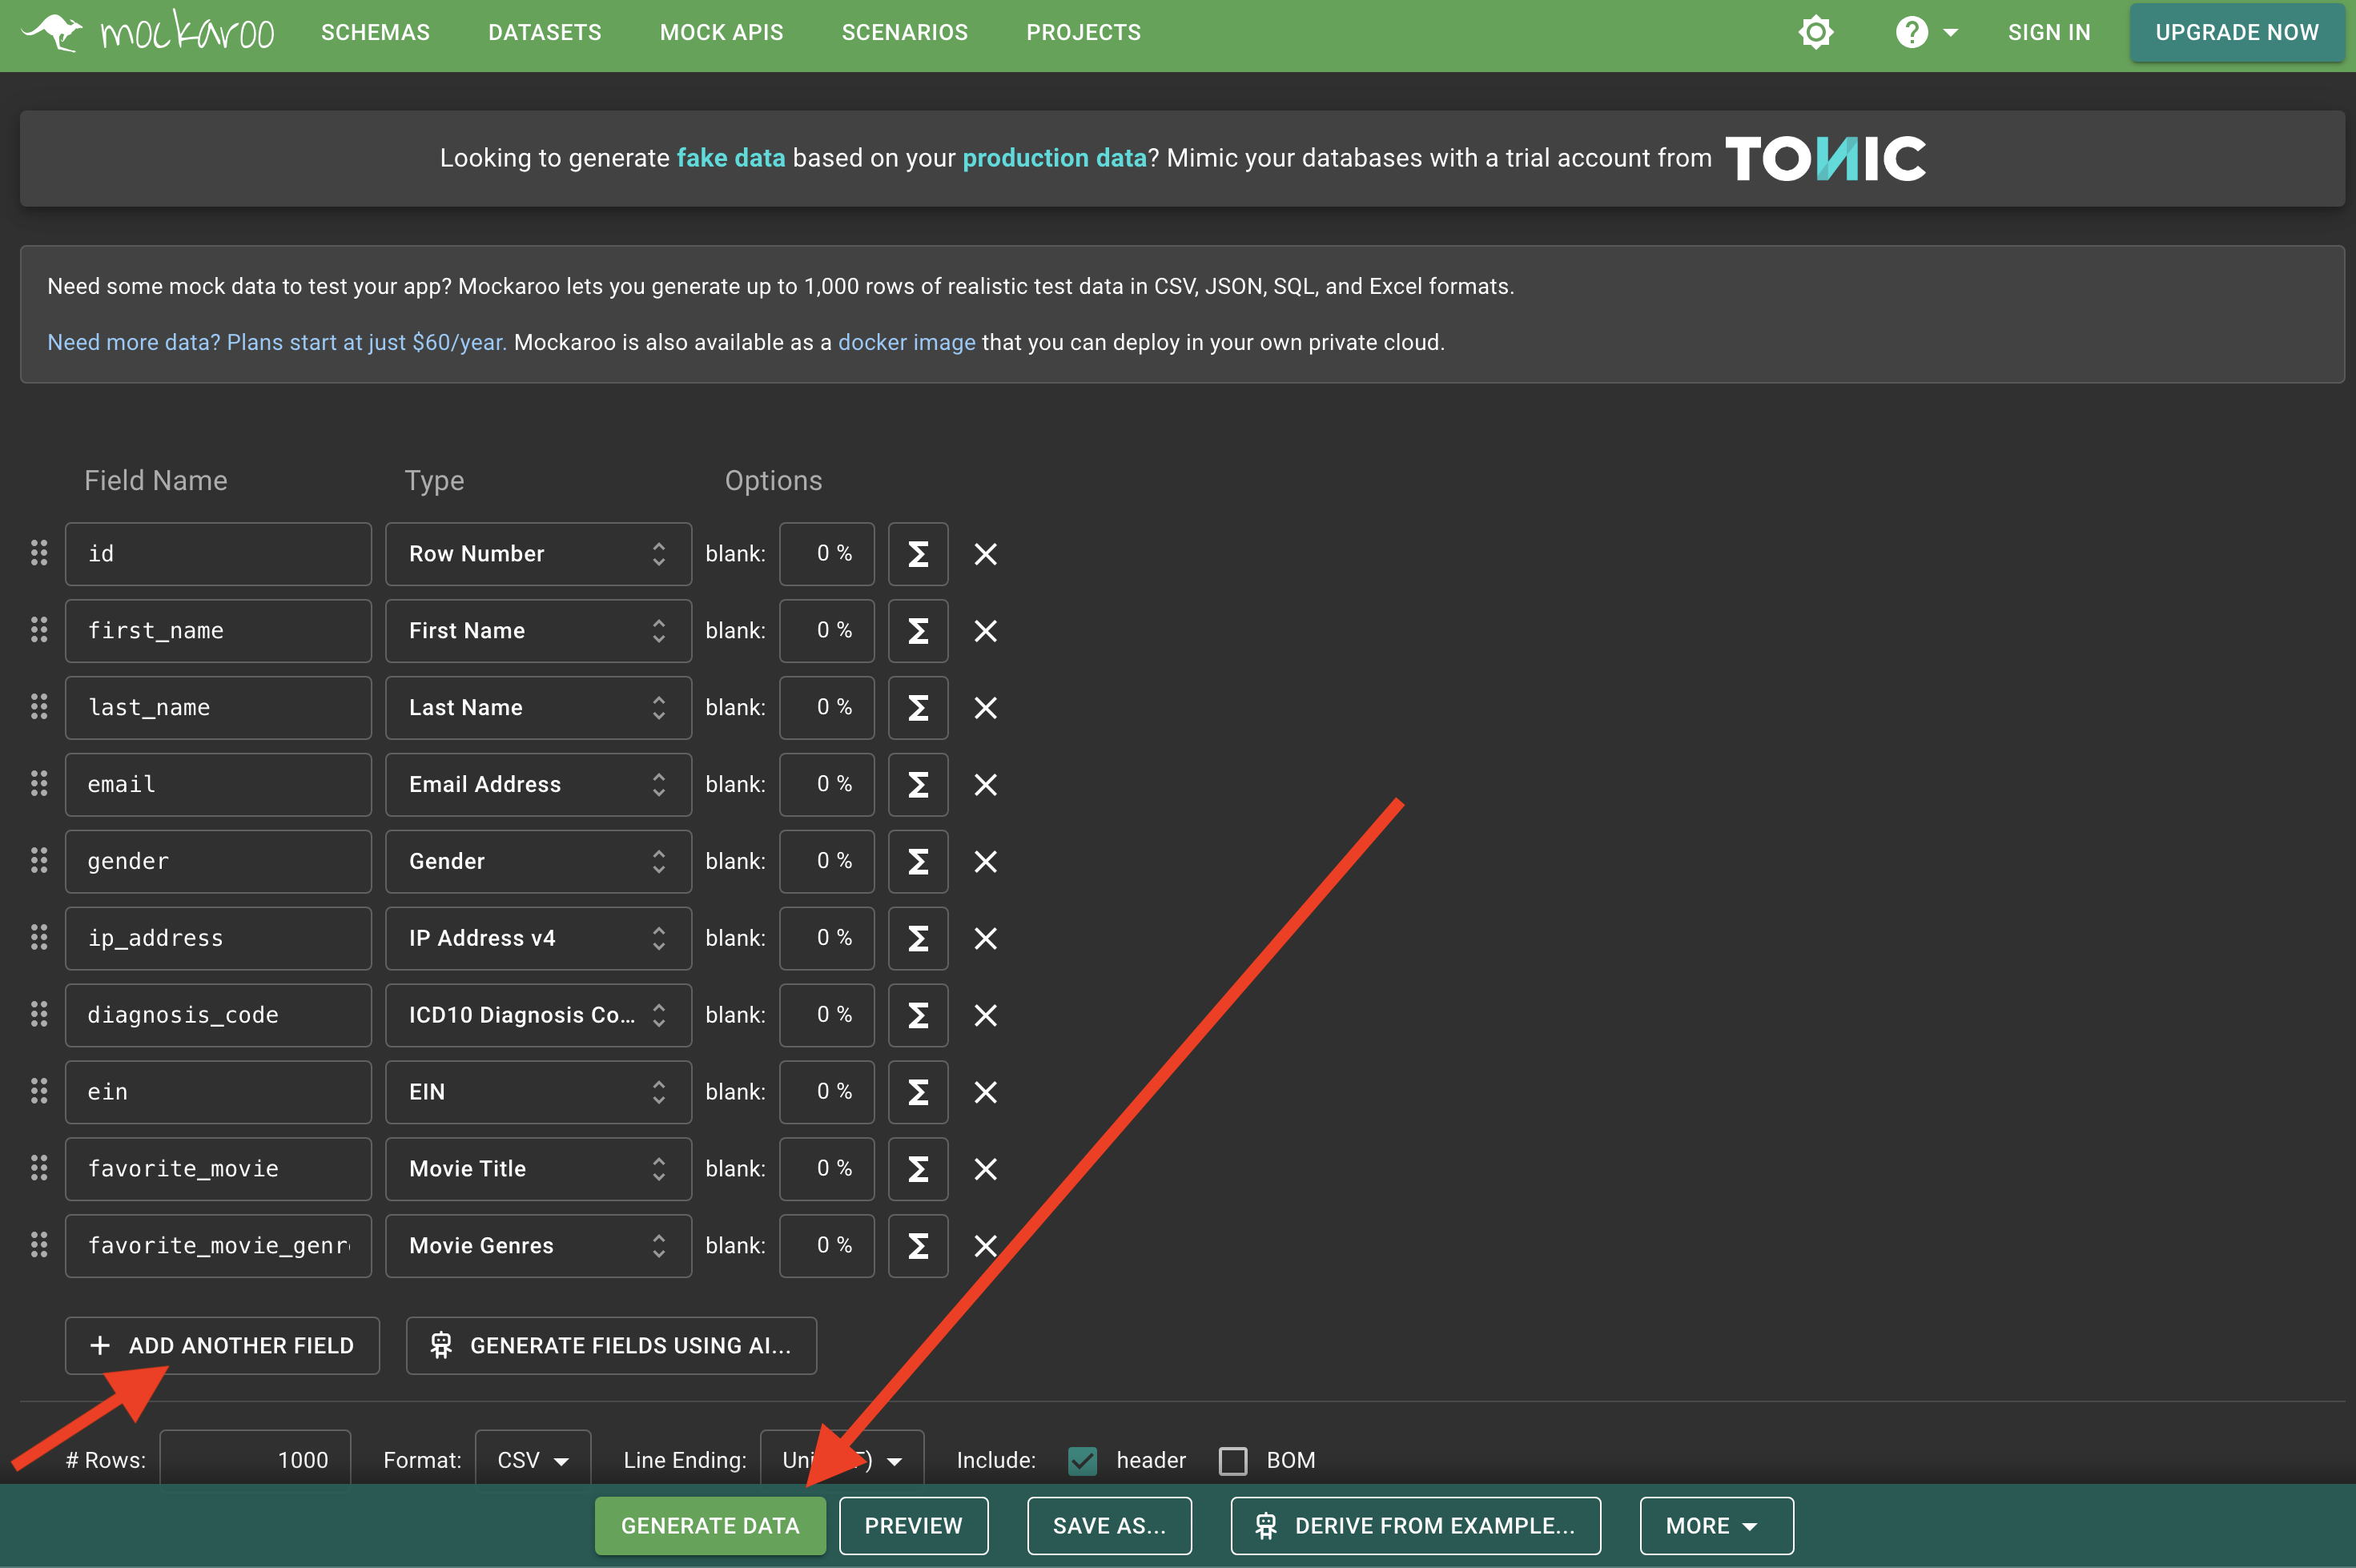 mockaroo SCHEMAS DATASETS MOCK APIS SCENARIOS PROJECTS ? SIGN IN UPGRADE NOW
Looking to generate fake data based on your production data? Mimic your databases with a trial account from TONIC
Need some mock data to test your app? Mockaroo lets you generate up to 1,000 rows of realistic test data in CSV, JSON, SQL, and Excel formats.
Need more data? Plans start at just $60/year. Mockaroo is also available as a docker image that you can deploy in your own private cloud.
Field Name Type Options
id Row Number blank: 0 % Σ
first_name First Name blank: 0 % Σ
last_name Last Name blank: 0 % Σ
email Email Address blank: 0 % Σ
gender Gender blank: 0 % Σ
ip_address IP Address v4 blank: 0 % Σ
diagnosis_code ICD10 Diagnosis Co... blank: 0 % Σ
ein EIN blank: 0 % Σ
favorite_movie Movie Title blank: 0 % Σ
favorite_movie_genr Movie Genres blank: 0 % Σ
+ ADD ANOTHER FIELD GENERATE FIELDS USING AI...
# Rows: 1000 Format: CSV Line Ending: Include: header BOM
GENERATE DATA PREVIEW SAVE AS... DERIVE FROM EXAMPLE... MORE